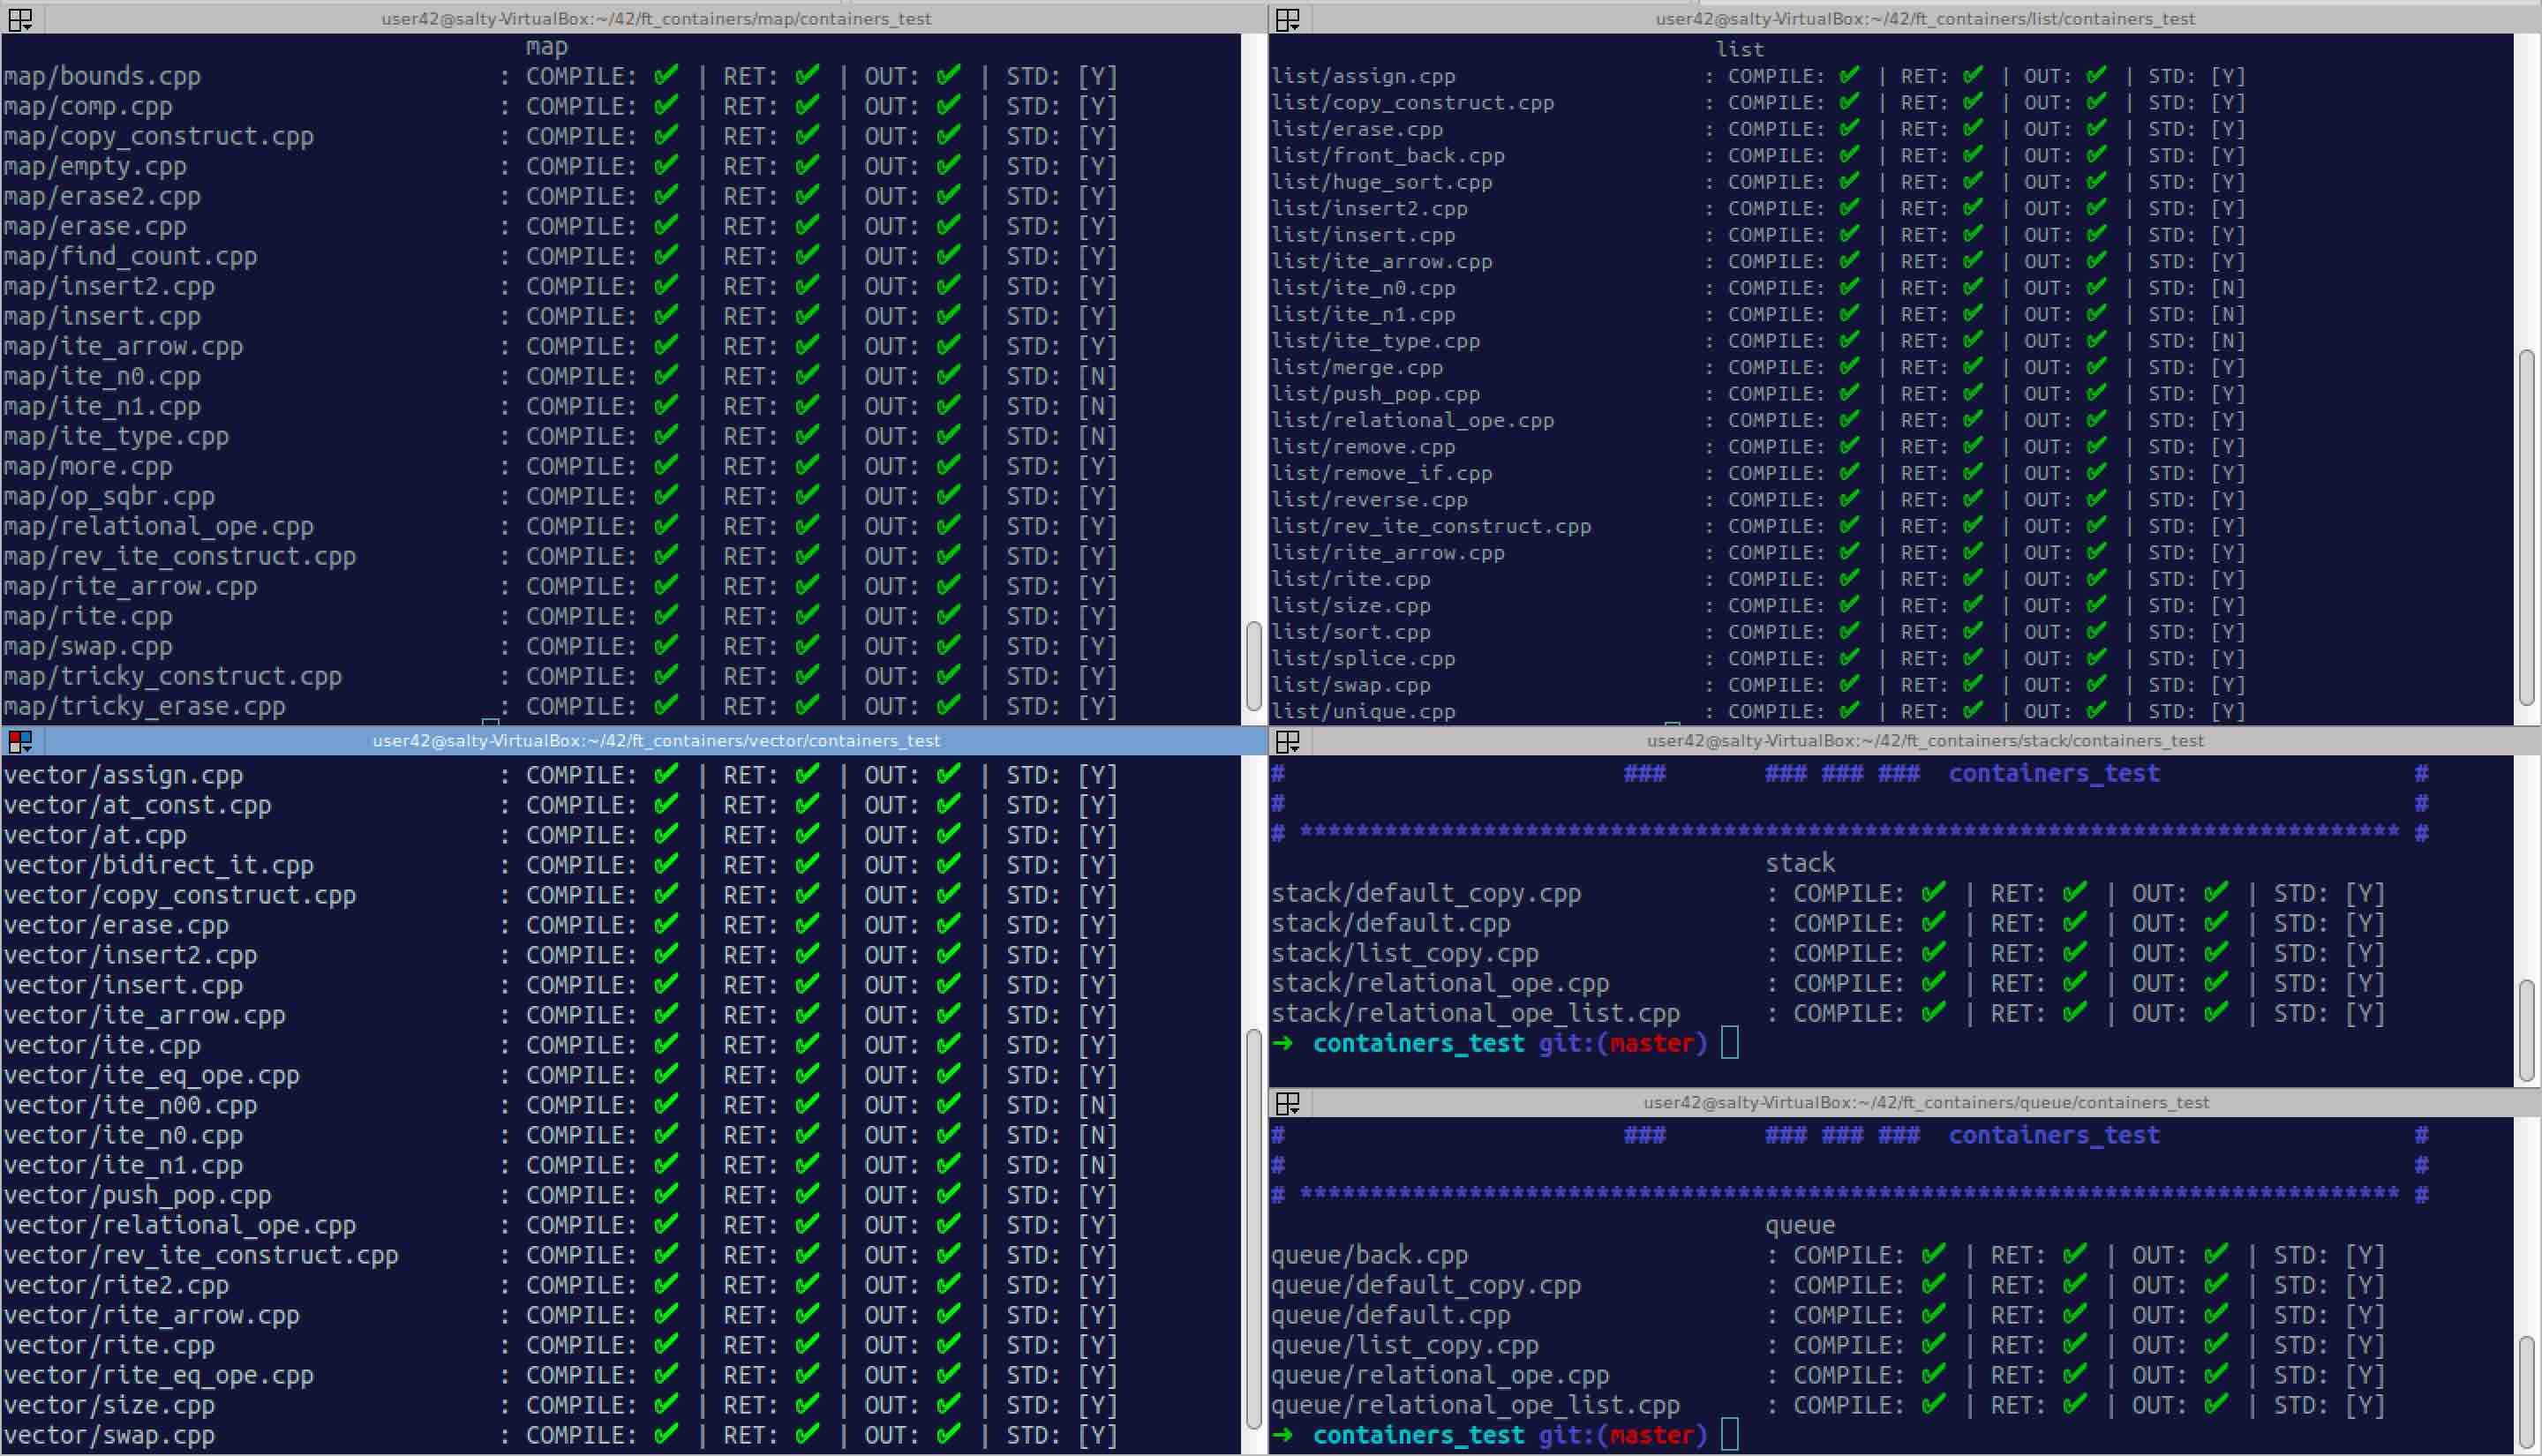 user42@salty-VirtualBox:~/42/ft_containers/map/containers_test
map
map/bounds.cpp : COMPILE: ✔ | RET: ✔ | OUT: ✔ | STD: [Y]
map/comp.cpp : COMPILE: ✔ | RET: ✔ | OUT: ✔ | STD: [Y]
map/copy_construct.cpp : COMPILE: ✔ | RET: ✔ | OUT: ✔ | STD: [Y]
map/empty.cpp : COMPILE: ✔ | RET: ✔ | OUT: ✔ | STD: [Y]
map/erase2.cpp : COMPILE: ✔ | RET: ✔ | OUT: ✔ | STD: [Y]
map/erase.cpp : COMPILE: ✔ | RET: ✔ | OUT: ✔ | STD: [Y]
map/find_count.cpp : COMPILE: ✔ | RET: ✔ | OUT: ✔ | STD: [Y]
map/insert2.cpp : COMPILE: ✔ | RET: ✔ | OUT: ✔ | STD: [Y]
map/insert.cpp : COMPILE: ✔ | RET: ✔ | OUT: ✔ | STD: [Y]
map/ite_arrow.cpp : COMPILE: ✔ | RET: ✔ | OUT: ✔ | STD: [Y]
map/ite_n0.cpp : COMPILE: ✔ | RET: ✔ | OUT: ✔ | STD: [N]
map/ite_n1.cpp : COMPILE: ✔ | RET: ✔ | OUT: ✔ | STD: [N]
map/ite_type.cpp : COMPILE: ✔ | RET: ✔ | OUT: ✔ | STD: [N]
map/more.cpp : COMPILE: ✔ | RET: ✔ | OUT: ✔ | STD: [Y]
map/op_sqbr.cpp : COMPILE: ✔ | RET: ✔ | OUT: ✔ | STD: [Y]
map/relational_ope.cpp : COMPILE: ✔ | RET: ✔ | OUT: ✔ | STD: [Y]
map/rev_ite_construct.cpp : COMPILE: ✔ | RET: ✔ | OUT: ✔ | STD: [Y]
map/rite_arrow.cpp : COMPILE: ✔ | RET: ✔ | OUT: ✔ | STD: [Y]
map/rite.cpp : COMPILE: ✔ | RET: ✔ | OUT: ✔ | STD: [Y]
map/swap.cpp : COMPILE: ✔ | RET: ✔ | OUT: ✔ | STD: [Y]
map/tricky_construct.cpp : COMPILE: ✔ | RET: ✔ | OUT: ✔ | STD: [Y]
map/tricky_erase.cpp : COMPILE: ✔ | RET: ✔ | OUT: ✔ | STD: [Y]
user42@salty-VirtualBox:~/42/ft_containers/list/containers_test
list
list/assign.cpp : COMPILE: ✔ | RET: ✔ | OUT: ✔ | STD: [Y]
list/copy_construct.cpp : COMPILE: ✔ | RET: ✔ | OUT: ✔ | STD: [Y]
list/erase.cpp : COMPILE: ✔ | RET: ✔ | OUT: ✔ | STD: [Y]
list/front_back.cpp : COMPILE: ✔ | RET: ✔ | OUT: ✔ | STD: [Y]
list/huge_sort.cpp : COMPILE: ✔ | RET: ✔ | OUT: ✔ | STD: [Y]
list/insert2.cpp : COMPILE: ✔ | RET: ✔ | OUT: ✔ | STD: [Y]
list/insert.cpp : COMPILE: ✔ | RET: ✔ | OUT: ✔ | STD: [Y]
list/ite_arrow.cpp : COMPILE: ✔ | RET: ✔ | OUT: ✔ | STD: [Y]
list/ite_n0.cpp : COMPILE: ✔ | RET: ✔ | OUT: ✔ | STD: [N]
list/ite_n1.cpp : COMPILE: ✔ | RET: ✔ | OUT: ✔ | STD: [N]
list/ite_type.cpp : COMPILE: ✔ | RET: ✔ | OUT: ✔ | STD: [N]
list/merge.cpp : COMPILE: ✔ | RET: ✔ | OUT: ✔ | STD: [Y]
list/push_pop.cpp : COMPILE: ✔ | RET: ✔ | OUT: ✔ | STD: [Y]
list/relational_ope.cpp : COMPILE: ✔ | RET: ✔ | OUT: ✔ | STD: [Y]
list/remove.cpp : COMPILE: ✔ | RET: ✔ | OUT: ✔ | STD: [Y]
list/remove_if.cpp : COMPILE: ✔ | RET: ✔ | OUT: ✔ | STD: [Y]
list/reverse.cpp : COMPILE: ✔ | RET: ✔ | OUT: ✔ | STD: [Y]
list/rev_ite_construct.cpp : COMPILE: ✔ | RET: ✔ | OUT: ✔ | STD: [Y]
list/rite_arrow.cpp : COMPILE: ✔ | RET: ✔ | OUT: ✔ | STD: [Y]
list/rite.cpp : COMPILE: ✔ | RET: ✔ | OUT: ✔ | STD: [Y]
list/size.cpp : COMPILE: ✔ | RET: ✔ | OUT: ✔ | STD: [Y]
list/sort.cpp : COMPILE: ✔ | RET: ✔ | OUT: ✔ | STD: [Y]
list/splice.cpp : COMPILE: ✔ | RET: ✔ | OUT: ✔ | STD: [Y]
list/swap.cpp : COMPILE: ✔ | RET: ✔ | OUT: ✔ | STD: [Y]
list/unique.cpp : COMPILE: ✔ | RET: ✔ | OUT: ✔ | STD: [Y]
user42@salty-VirtualBox:~/42/ft_containers/vector/containers_test
vector/assign.cpp : COMPILE: ✔ | RET: ✔ | OUT: ✔ | STD: [Y]
vector/at_const.cpp : COMPILE: ✔ | RET: ✔ | OUT: ✔ | STD: [Y]
vector/at.cpp : COMPILE: ✔ | RET: ✔ | OUT: ✔ | STD: [Y]
vector/bidirect_it.cpp : COMPILE: ✔ | RET: ✔ | OUT: ✔ | STD: [Y]
vector/copy_construct.cpp : COMPILE: ✔ | RET: ✔ | OUT: ✔ | STD: [Y]
vector/erase.cpp : COMPILE: ✔ | RET: ✔ | OUT: ✔ | STD: [Y]
vector/insert2.cpp : COMPILE: ✔ | RET: ✔ | OUT: ✔ | STD: [Y]
vector/insert.cpp : COMPILE: ✔ | RET: ✔ | OUT: ✔ | STD: [Y]
vector/ite_arrow.cpp : COMPILE: ✔ | RET: ✔ | OUT: ✔ | STD: [Y]
vector/ite.cpp : COMPILE: ✔ | RET: ✔ | OUT: ✔ | STD: [Y]
vector/ite_eq_ope.cpp : COMPILE: ✔ | RET: ✔ | OUT: ✔ | STD: [Y]
vector/ite_n00.cpp : COMPILE: ✔ | RET: ✔ | OUT: ✔ | STD: [N]
vector/ite_n0.cpp : COMPILE: ✔ | RET: ✔ | OUT: ✔ | STD: [N]
vector/ite_n1.cpp : COMPILE: ✔ | RET: ✔ | OUT: ✔ | STD: [N]
vector/push_pop.cpp : COMPILE: ✔ | RET: ✔ | OUT: ✔ | STD: [Y]
vector/relational_ope.cpp : COMPILE: ✔ | RET: ✔ | OUT: ✔ | STD: [Y]
vector/rev_ite_construct.cpp : COMPILE: ✔ | RET: ✔ | OUT: ✔ | STD: [Y]
vector/rite2.cpp : COMPILE: ✔ | RET: ✔ | OUT: ✔ | STD: [Y]
vector/rite_arrow.cpp : COMPILE: ✔ | RET: ✔ | OUT: ✔ | STD: [Y]
vector/rite.cpp : COMPILE: ✔ | RET: ✔ | OUT: ✔ | STD: [Y]
vector/rite_eq_ope.cpp : COMPILE: ✔ | RET: ✔ | OUT: ✔ | STD: [Y]
vector/size.cpp : COMPILE: ✔ | RET: ✔ | OUT: ✔ | STD: [Y]
vector/swap.cpp : COMPILE: ✔ | RET: ✔ | OUT: ✔ | STD: [Y]
user42@salty-VirtualBox:~/42/ft_containers/stack/containers_test
# ### ### ### ### containers_test #
# #
# ****************************************************************************** #
stack
stack/default_copy.cpp : COMPILE: ✔ | RET: ✔ | OUT: ✔ | STD: [Y]
stack/default.cpp : COMPILE: ✔ | RET: ✔ | OUT: ✔ | STD: [Y]
stack/list_copy.cpp : COMPILE: ✔ | RET: ✔ | OUT: ✔ | STD: [Y]
stack/relational_ope.cpp : COMPILE: ✔ | RET: ✔ | OUT: ✔ | STD: [Y]
stack/relational_ope_list.cpp : COMPILE: ✔ | RET: ✔ | OUT: ✔ | STD: [Y]
➜ containers_test git:(master)
user42@salty-VirtualBox:~/42/ft_containers/queue/containers_test
# ### ### ### ### containers_test #
# #
# ****************************************************************************** #
queue
queue/back.cpp : COMPILE: ✔ | RET: ✔ | OUT: ✔ | STD: [Y]
queue/default_copy.cpp : COMPILE: ✔ | RET: ✔ | OUT: ✔ | STD: [Y]
queue/default.cpp : COMPILE: ✔ | RET: ✔ | OUT: ✔ | STD: [Y]
queue/list_copy.cpp : COMPILE: ✔ | RET: ✔ | OUT: ✔ | STD: [Y]
queue/relational_ope.cpp : COMPILE: ✔ | RET: ✔ | OUT: ✔ | STD: [Y]
queue/relational_ope_list.cpp : COMPILE: ✔ | RET: ✔ | OUT: ✔ | STD: [Y]
➜ containers_test git:(master)